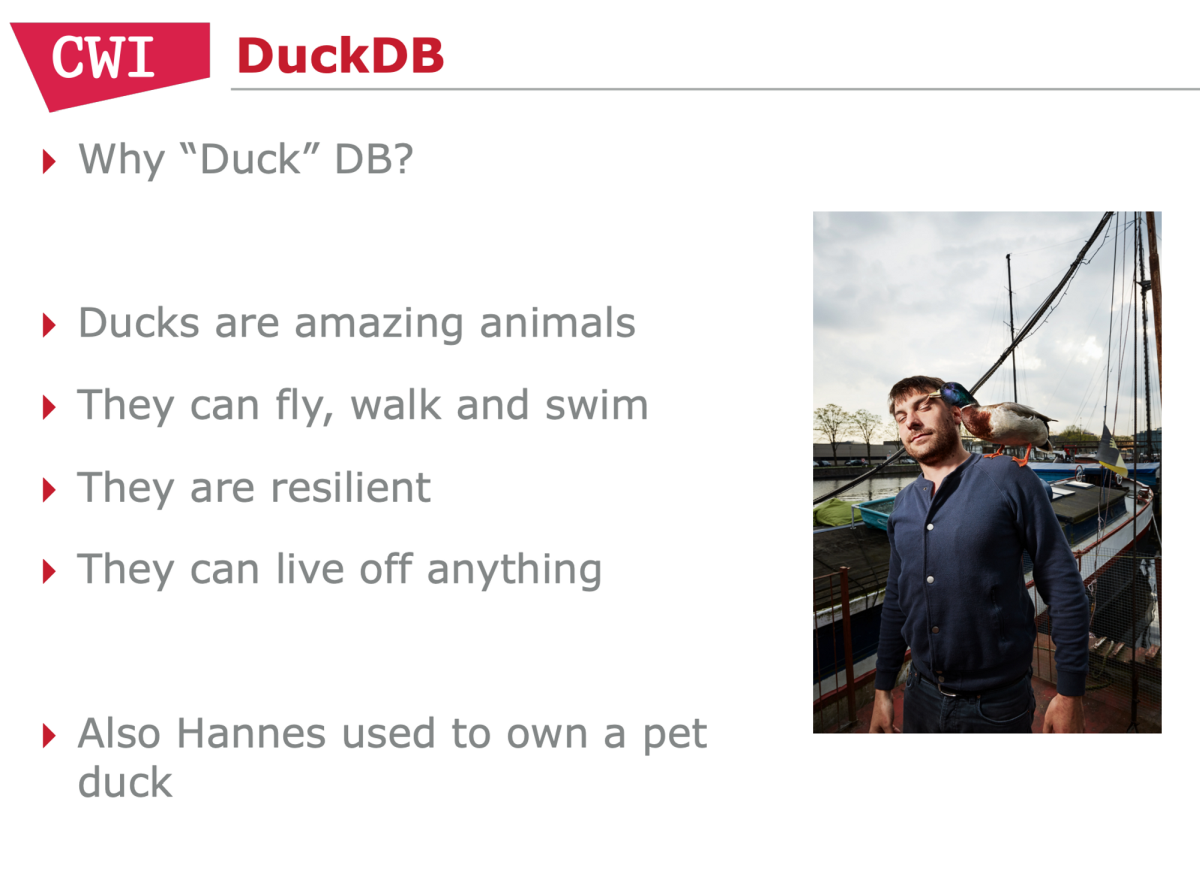 CWI
DuckDB
Why “Duck” DB?
Ducks are amazing animals
They can fly, walk and swim
They are resilient
They can live off anything
Also Hannes used to own a pet
duck